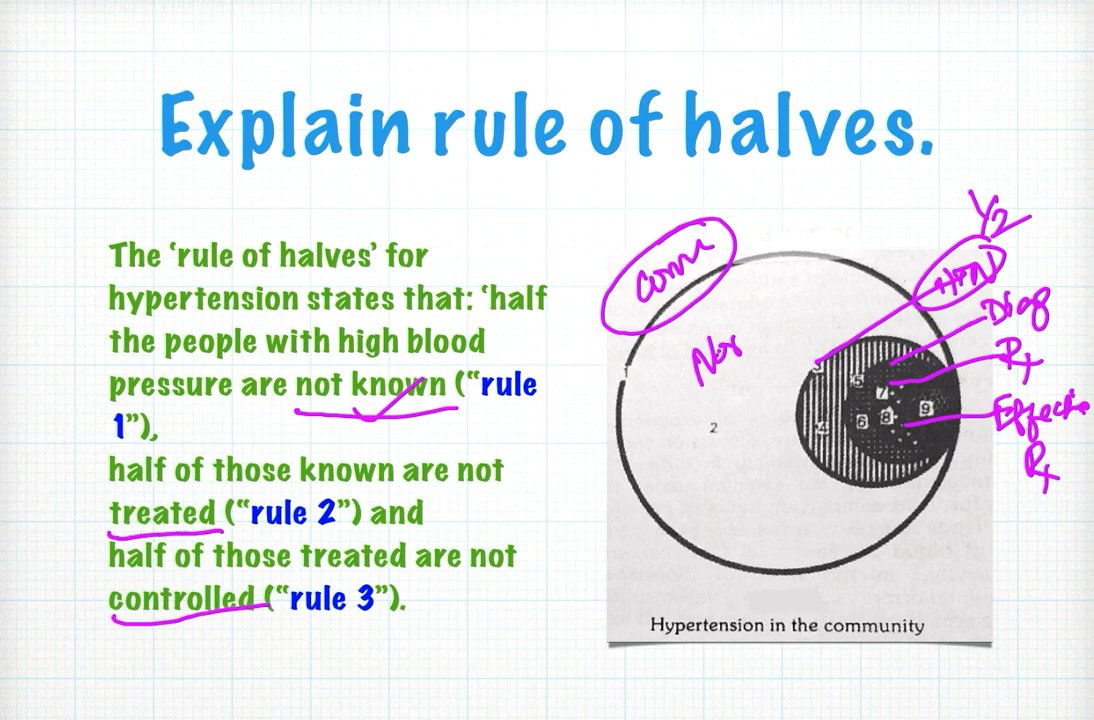 Explain rule of halves.
The ‘rule of halves’ for
hypertension states that: ‘half
the people with high blood
pressure are not known (“rule
1”),
half of those known are not
treated (“rule 2”) and
half of those treated are not
controlled (“rule 3”).
Comm
Nor
1/2
HTN
Diag
Rx
Effective
Rx
1
2
3
4
5
6
7
8
9
Hypertension in the community